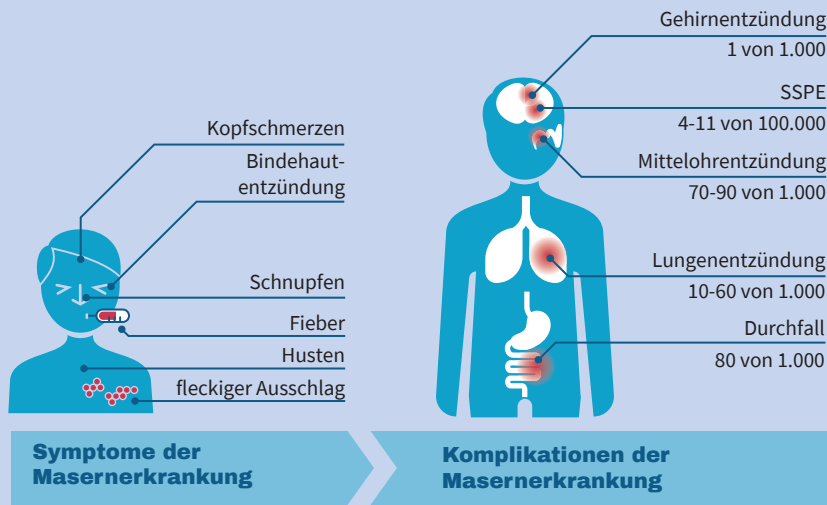 Kopfschmerzen
Bindehaut-
entzündung
Schnupfen
Fieber
Husten
fleckiger Ausschlag
Symptome der
Masernerkrankung
Gehirnentzündung
1 von 1.000
SSPE
4-11 von 100.000
Mittelohrentzündung
70-90 von 1.000
Lungenentzündung
10-60 von 1.000
Durchfall
80 von 1.000
Komplikationen der
Masernerkrankung